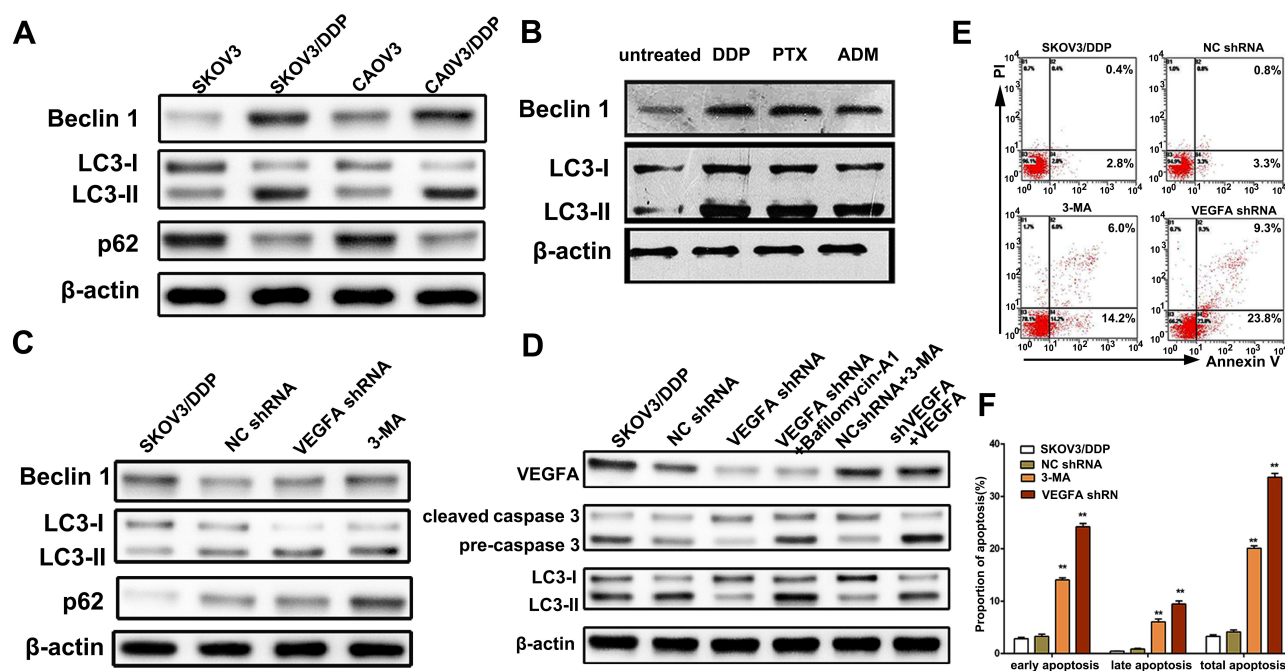 A
SKOV3
SKOV3/DDP
CAOV3
CA0V3/DDP
Beclin 1
LC3-I
LC3-II
p62
β-actin
B
untreated DDP PTX ADM
Beclin 1
LC3-I
LC3-II
β-actin
C
SKOV3/DDP
NC shRNA
VEGFA shRNA
3-MA
Beclin 1
LC3-I
LC3-II
p62
β-actin
D
SKOV3/DDP
NC shRNA
VEGFA shRNA
VEGFA shRNA
+Bafilomycin-A1
NCshRNA+3-MA
shVEGFA
+VEGFA
VEGFA
cleaved caspase 3
pre-caspase 3
LC3-I
LC3-II
β-actin
E
SKOV3/DDP
NC shRNA
PI
0.4%
2.8%
0.8%
3.3%
3-MA
VEGFA shRNA
6.0%
14.2%
9.3%
23.8%
10⁰ 10¹ 10² 10³ 10⁴
Annexin V
F
Proportion of apoptosis(%)
40
30
20
10
0
SKOV3/DDP
NC shRNA
3-MA
VEGFA shRN
** ** ** ** ** **
early apoptosis late apoptosis total apoptosis